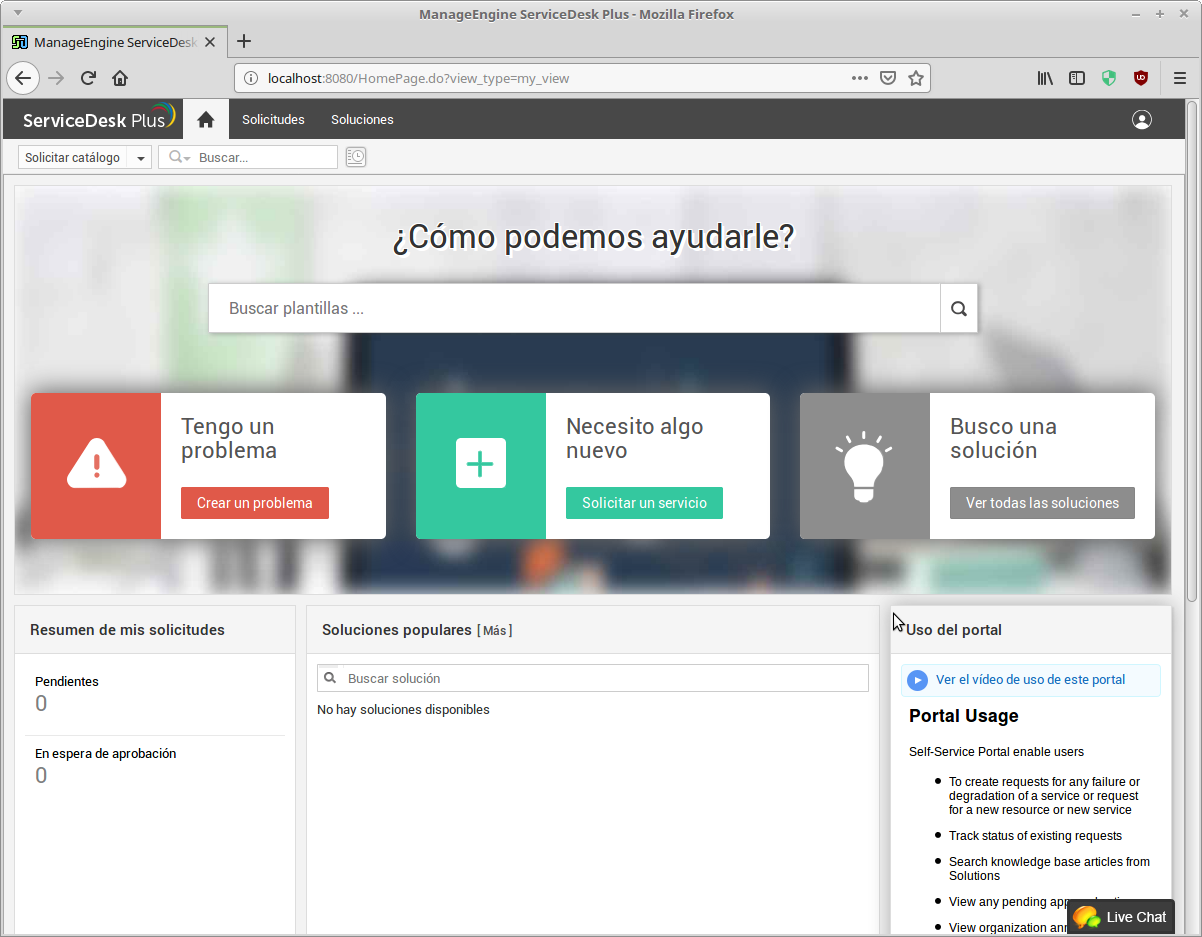 ManageEngine ServiceDesk Plus - Mozilla Firefox
ManageEngine ServiceDesk
localhost:8080/HomePage.do?view_type=my_view
ServiceDesk Plus
Solicitudes
Soluciones
Solicitar catálogo
Buscar...
¿Cómo podemos ayudarle?
Buscar plantillas ...
Tengo un
problema
Crear un problema
Necesito algo
nuevo
Solicitar un servicio
Busco una
solución
Ver todas las soluciones
Resumen de mis solicitudes
Pendientes
0
En espera de aprobación
0
Soluciones populares [ Más ]
Buscar solución
No hay soluciones disponibles
Uso del portal
Ver el vídeo de uso de este portal
Portal Usage
Self-Service Portal enable users
• To create requests for any failure or
degradation of a service or request
for a new resource or new service
• Track status of existing requests
• Search knowledge base articles from
Solutions
• View any pending
• View organization
Live Chat